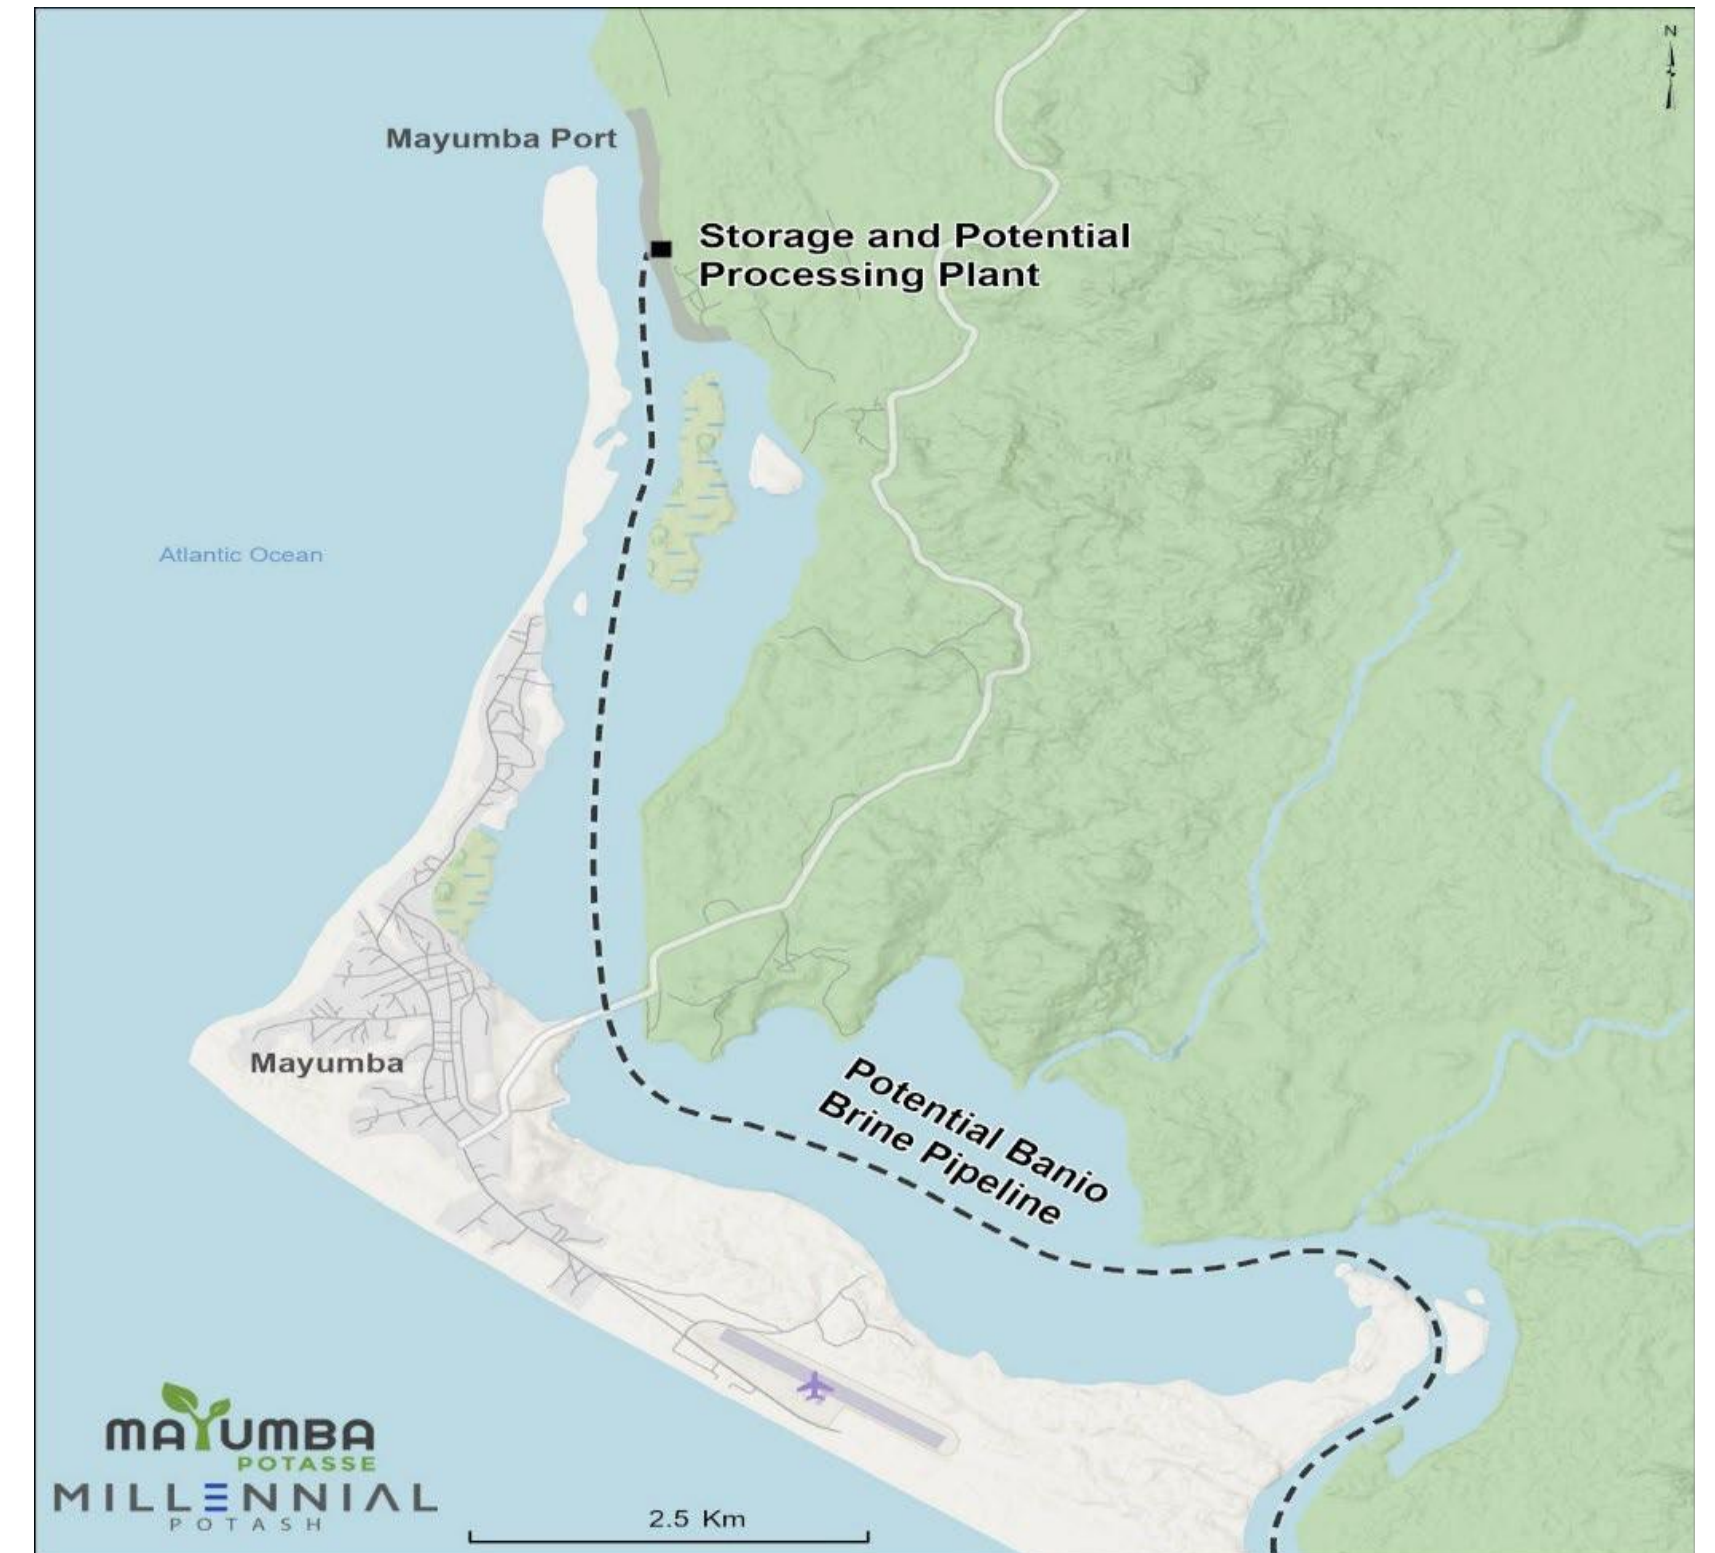 N
Mayumba Port
Storage and Potential
Processing Plant
Atlantic Ocean
Mayumba
Potential Banio
Brine Pipeline
MAYUMBA
POTASSE
MILLENNIAL
POTASH
2.5 Km